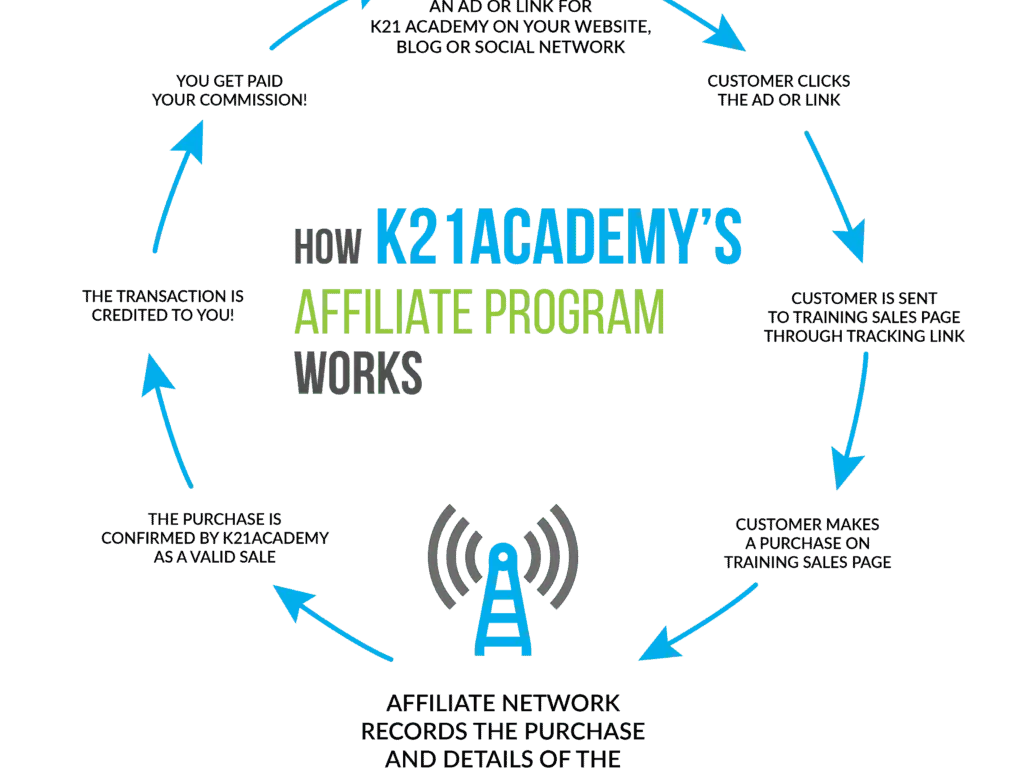 AN AD OR LINK FOR
K21 ACADEMY ON YOUR WEBSITE,
BLOG OR SOCIAL NETWORK
CUSTOMER CLICKS
THE AD OR LINK
CUSTOMER IS SENT
TO TRAINING SALES PAGE
THROUGH TRACKING LINK
CUSTOMER MAKES
A PURCHASE ON
TRAINING SALES PAGE
AFFILIATE NETWORK
RECORDS THE PURCHASE
AND DETAILS OF THE
THE PURCHASE IS
CONFIRMED BY K21ACADEMY
AS A VALID SALE
THE TRANSACTION IS
CREDITED TO YOU!
YOU GET PAID
YOUR COMMISSION!
HOW K21ACADEMY’S
AFFILIATE PROGRAM
WORKS